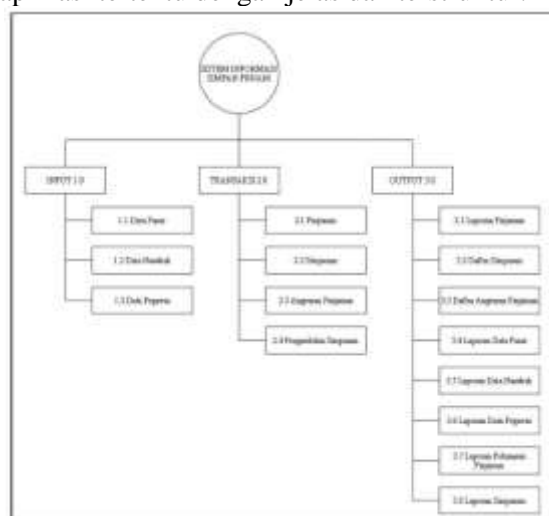 dengan jelas dan
SISTEM INFORMASI
SIMPAN PINJAM
INPUT 1.0
TRANSAKSI 2.0
OUTPUT 3.0
1.1 Data Pasar
1.2 Data Nasabah
1.3 Data Pegawai
2.1 Pinjaman
2.2 Simpanan
2.3 Angsuran Pinjaman
2.4 Pengambilan Simpanan
3.1 Laporan Pinjaman
3.2 Daftar Simpanan
3.3 Daftar Angsuran Pinjaman
3.4 Laporan Data Pasar
Laporan Data Nasabah
3.6 Laporan Data Pegawai
3.7 Laporan Pelunasan
Pinjaman
3.8 Laporan Simpanan